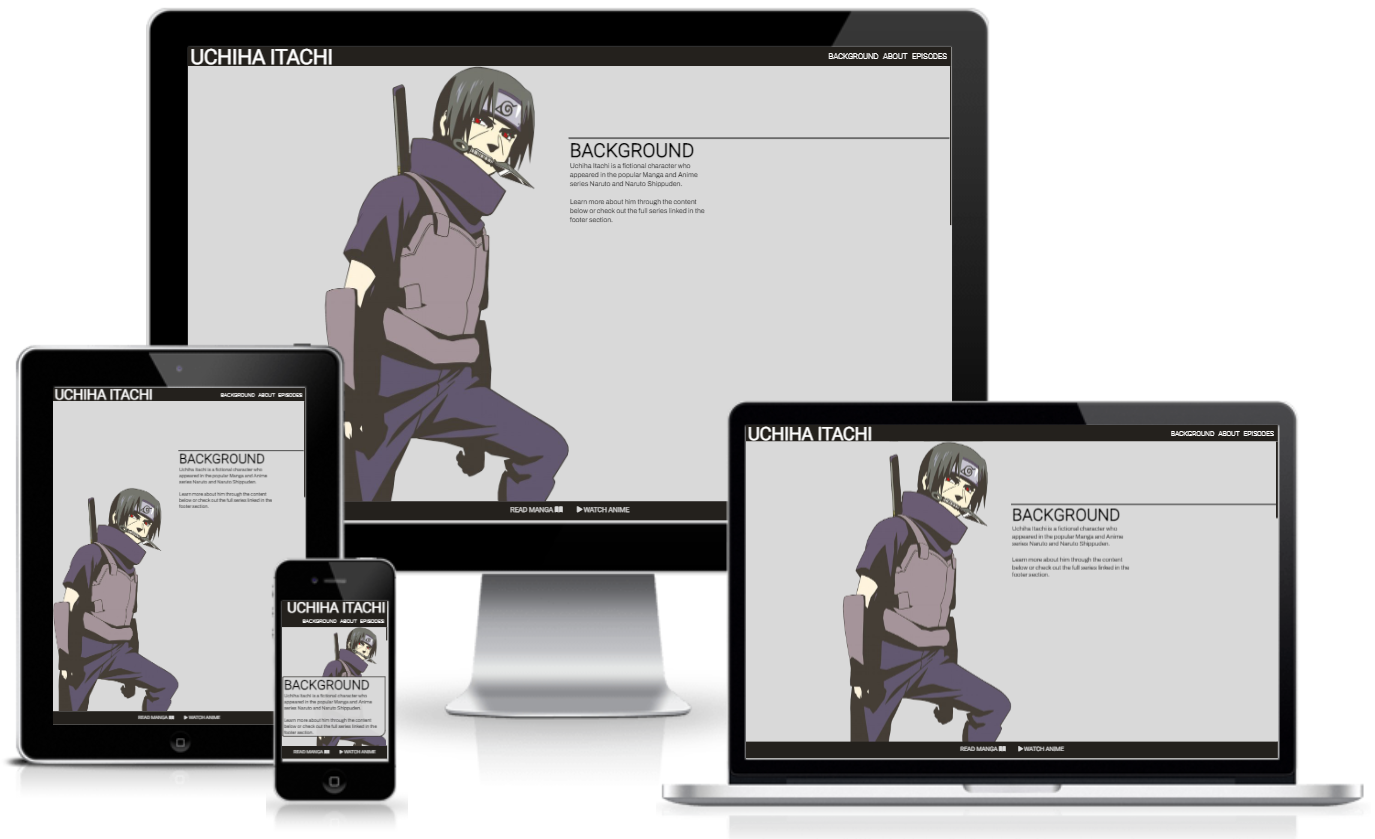 UCHIHA ITACHI
BACKGROUND ABOUT EPISODES
BACKGROUND
Uchiha Itachi is a fictional character who
appeared in the popular Manga and Anime
series Naruto and Naruto Shippuden.
Learn more about him through the content
below or check out the full series linked in the
footer section.
READ MANGA
WATCH ANIME
UCHIHA ITACHI
BACKGROUND ABOUT EPISODES
BACKGROUND
Uchiha Itachi is a fictional character who
appeared in the popular Manga and Anime
series Naruto and Naruto Shippuden.
Learn more about him through the content
below or check out the full series linked in the
footer section.
READ MANGA
WATCH ANIME
UCHIHA ITACHI
BACKGROUND ABOUT EPISODES
BACKGROUND
Uchiha Itachi is a fictional character who
appeared in the popular Manga and Anime
series Naruto and Naruto Shippuden.
Learn more about him through the content
below or check out the full series linked in the
footer section.
READ MANGA
WATCH ANIME
UCHIHA ITACHI
BACKGROUND ABOUT EPISODES
BACKGROUND
Uchiha Itachi is a fictional character who
appeared in the popular Manga and Anime
series Naruto and Naruto Shippuden.
Learn more about him through the content
below or check out the full series linked in the
footer section.
READ MANGA
WATCH ANIME